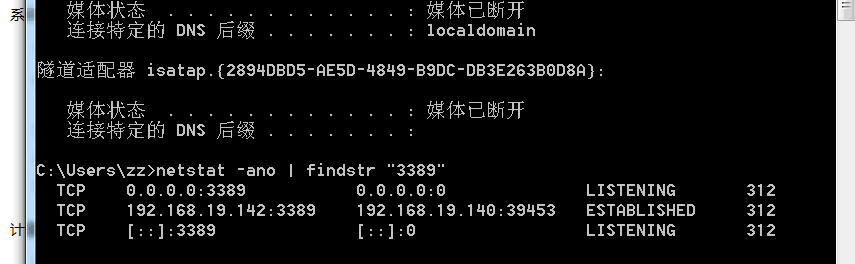 系
媒体状态  . . . . . . . . . . . . : 媒体已断开
连接特定的 DNS 后缀 . . . . . . . : localdomain
隧道适配器 isatap.{2894DBD5-AE5D-4849-B9DC-DB3E263B0D8A}:
媒体状态  . . . . . . . . . . . . : 媒体已断开
连接特定的 DNS 后缀 . . . . . . . :
C:\Users\zz>netstat -ano | findstr "3389"
TCP    0.0.0.0:3389           0.0.0.0:0              LISTENING       312
TCP    192.168.19.142:3389    192.168.19.140:39453   ESTABLISHED     312
计
TCP    [::]:3389              [::]:0                 LISTENING       312